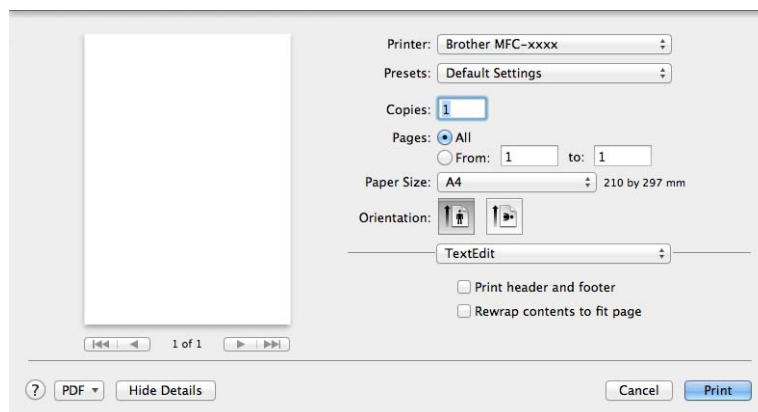 Printer: Brother MFC-xxxx
Presets: Default Settings
Copies: 1
Pages: All
From: 1 to: 1
Paper Size: A4 210 by 297 mm
Orientation:
TextEdit
Print header and footer
Rewrap contents to fit page
1 of 1
? PDF Hide Details Cancel Print